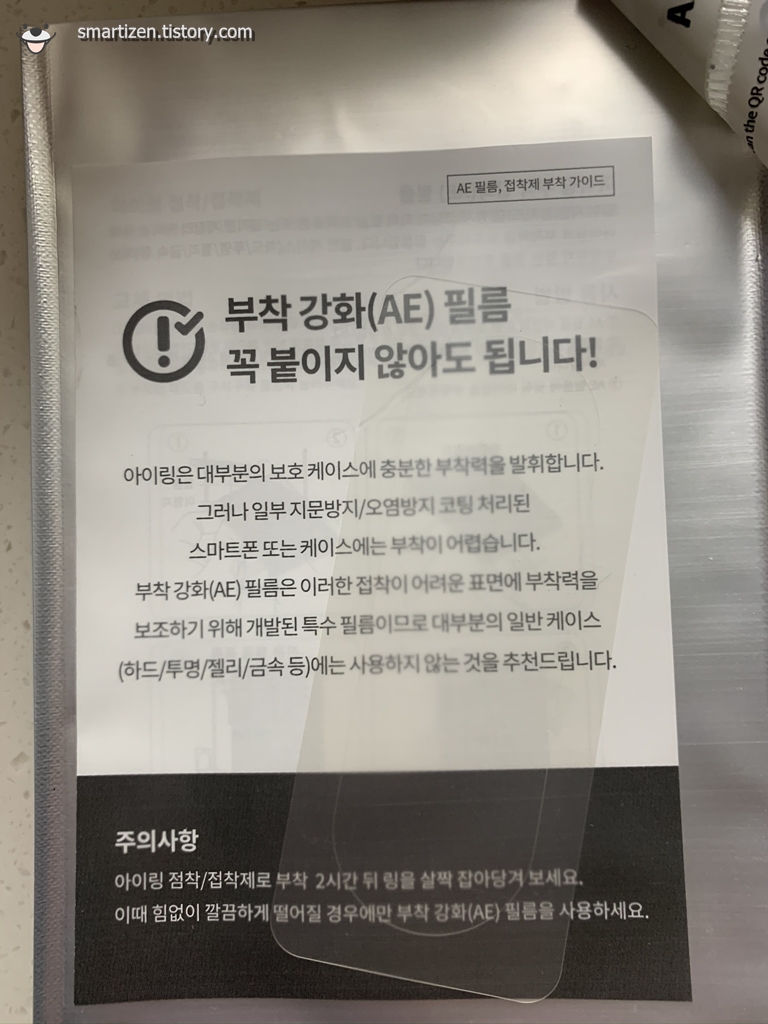 smartizen.tistory.com
A
the QR code
AE 필름, 접착제 부착 가이드
부착 강화(AE) 필름
꼭 붙이지 않아도 됩니다!
아이링은 대부분의 보호 케이스에 충분한 부착력을 발휘합니다.
그러나 일부 지문방지/오염방지 코팅 처리된
스마트폰 또는 케이스에는 부착이 어렵습니다.
부착 강화(AE) 필름은 이러한 접착이 어려운 표면에 부착력을
보조하기 위해 개발된 특수 필름이므로 대부분의 일반 케이스
(하드/투명/젤리/금속 등)에는 사용하지 않는 것을 추천드립니다.
주의사항
아이링 점착/접착제로 부착 2시간 뒤 링을 살짝 잡아당겨 보세요.
이때 힘없이 깔끔하게 떨어질 경우에만 부착 강화(AE) 필름을 사용하세요.